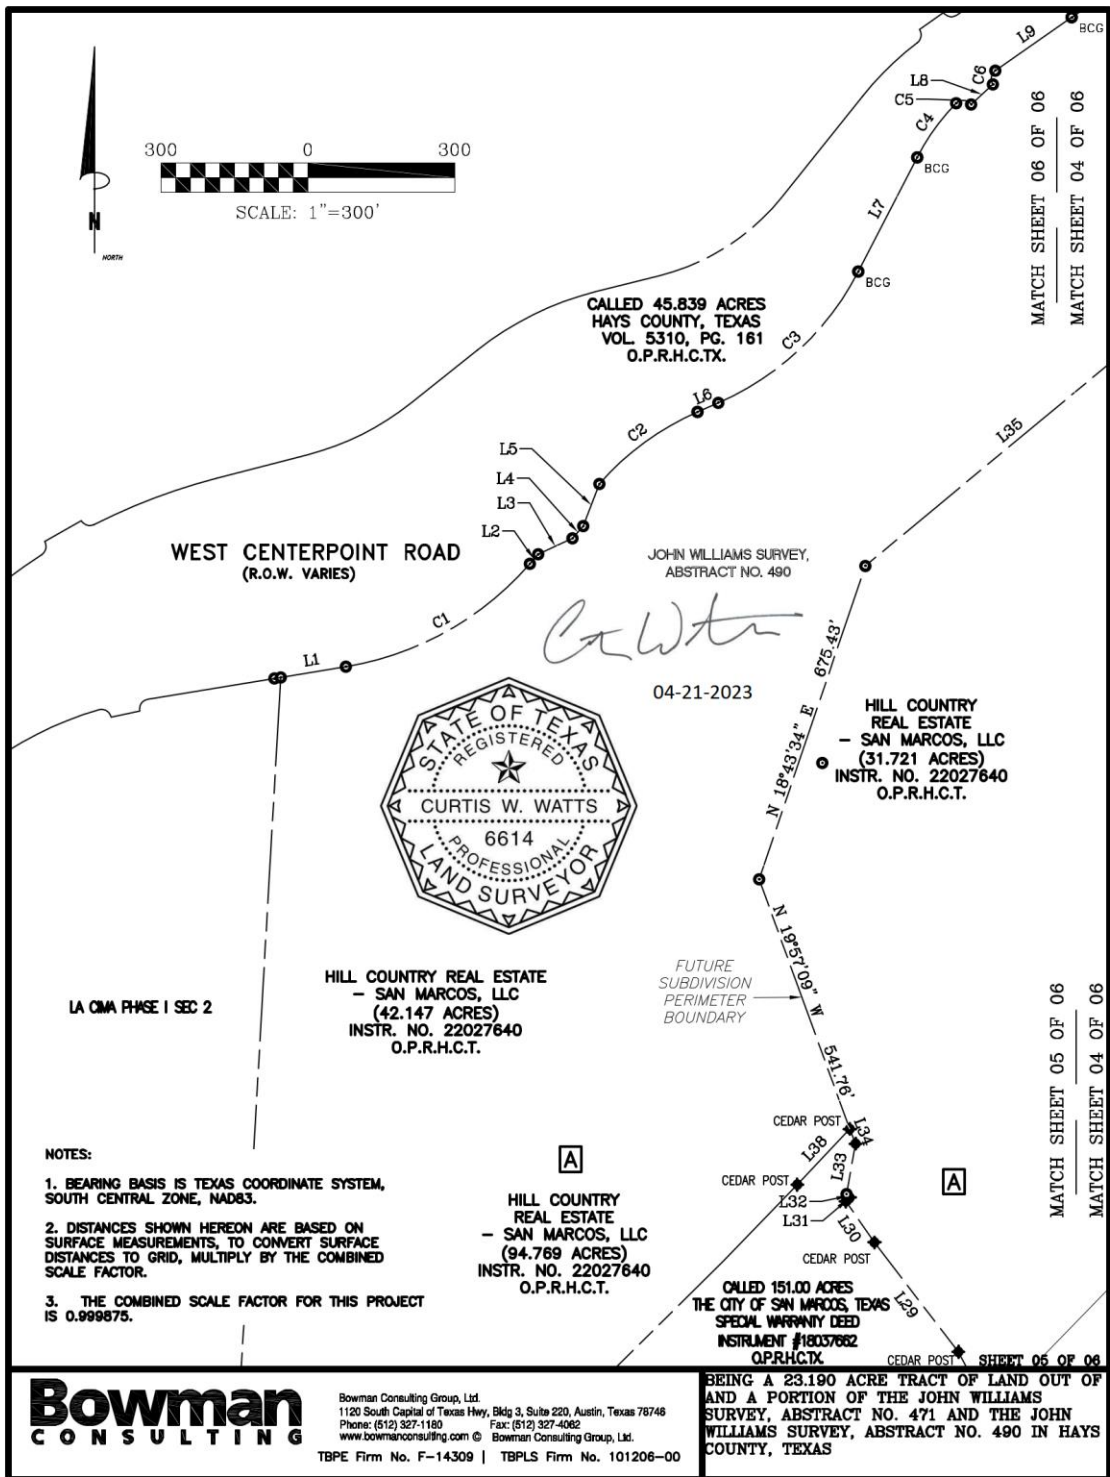 L9
BCG
C6
L8
C5
C4
BCG
L7
BCG
MATCH SHEET 06 OF 06
MATCH SHEET 04 OF 06
300 0 300
SCALE: 1"=300'
N
NORTH
CALLED 45.839 ACRES
HAYS COUNTY, TEXAS
VOL. 5310, PG. 161
O.P.R.H.C.TX.
C3
L6
C2
L5
L4
L3
L2
L35
WEST CENTERPOINT ROAD
(R.O.W. VARIES)
C1
L1
JOHN WILLIAMS SURVEY,
ABSTRACT NO. 490
04-21-2023
N 18°43'34" E 675.43'
HILL COUNTRY
REAL ESTATE
– SAN MARCOS, LLC
(31.721 ACRES)
INSTR. NO. 22027640
O.P.R.H.C.T.
STATE OF TEXAS
REGISTERED
CURTIS W. WATTS
6614
PROFESSIONAL
LAND SURVEYOR
N 19°57'09" W 541.76'
FUTURE
SUBDIVISION
PERIMETER
BOUNDARY
HILL COUNTRY REAL ESTATE
– SAN MARCOS, LLC
(42.147 ACRES)
INSTR. NO. 22027640
O.P.R.H.C.T.
LA CIMA PHASE I SEC 2
MATCH SHEET 05 OF 06
MATCH SHEET 04 OF 06
CEDAR POST
L34
L38
L33
CEDAR POST
L32
L31
L30
CEDAR POST
L29
A
A
HILL COUNTRY
REAL ESTATE
– SAN MARCOS, LLC
(94.769 ACRES)
INSTR. NO. 22027640
O.P.R.H.C.T.
CALLED 151.00 ACRES
THE CITY OF SAN MARCOS, TEXAS
SPECIAL WARRANTY DEED
INSTRUMENT #18037662
O.P.R.H.C.TX.
CEDAR POST
NOTES:
1. BEARING BASIS IS TEXAS COORDINATE SYSTEM,
SOUTH CENTRAL ZONE, NAD83.
2. DISTANCES SHOWN HEREON ARE BASED ON
SURFACE MEASUREMENTS, TO CONVERT SURFACE
DISTANCES TO GRID, MULTIPLY BY THE COMBINED
SCALE FACTOR.
3. THE COMBINED SCALE FACTOR FOR THIS PROJECT
IS 0.999875.
SHEET 05 OF 06
Bowman
CONSULTING
Bowman Consulting Group, Ltd.
1120 South Capital of Texas Hwy, Bldg 3, Suite 220, Austin, Texas 78746
Phone: (512) 327-1180 Fax: (512) 327-4062
www.bowmanconsulting.com © Bowman Consulting Group, Ltd.
TBPE Firm No. F-14309 | TBPLS Firm No. 101206-00
BEING A 23.190 ACRE TRACT OF LAND OUT OF
AND A PORTION OF THE JOHN WILLIAMS
SURVEY, ABSTRACT NO. 471 AND THE JOHN
WILLIAMS SURVEY, ABSTRACT NO. 490 IN HAYS
COUNTY, TEXAS